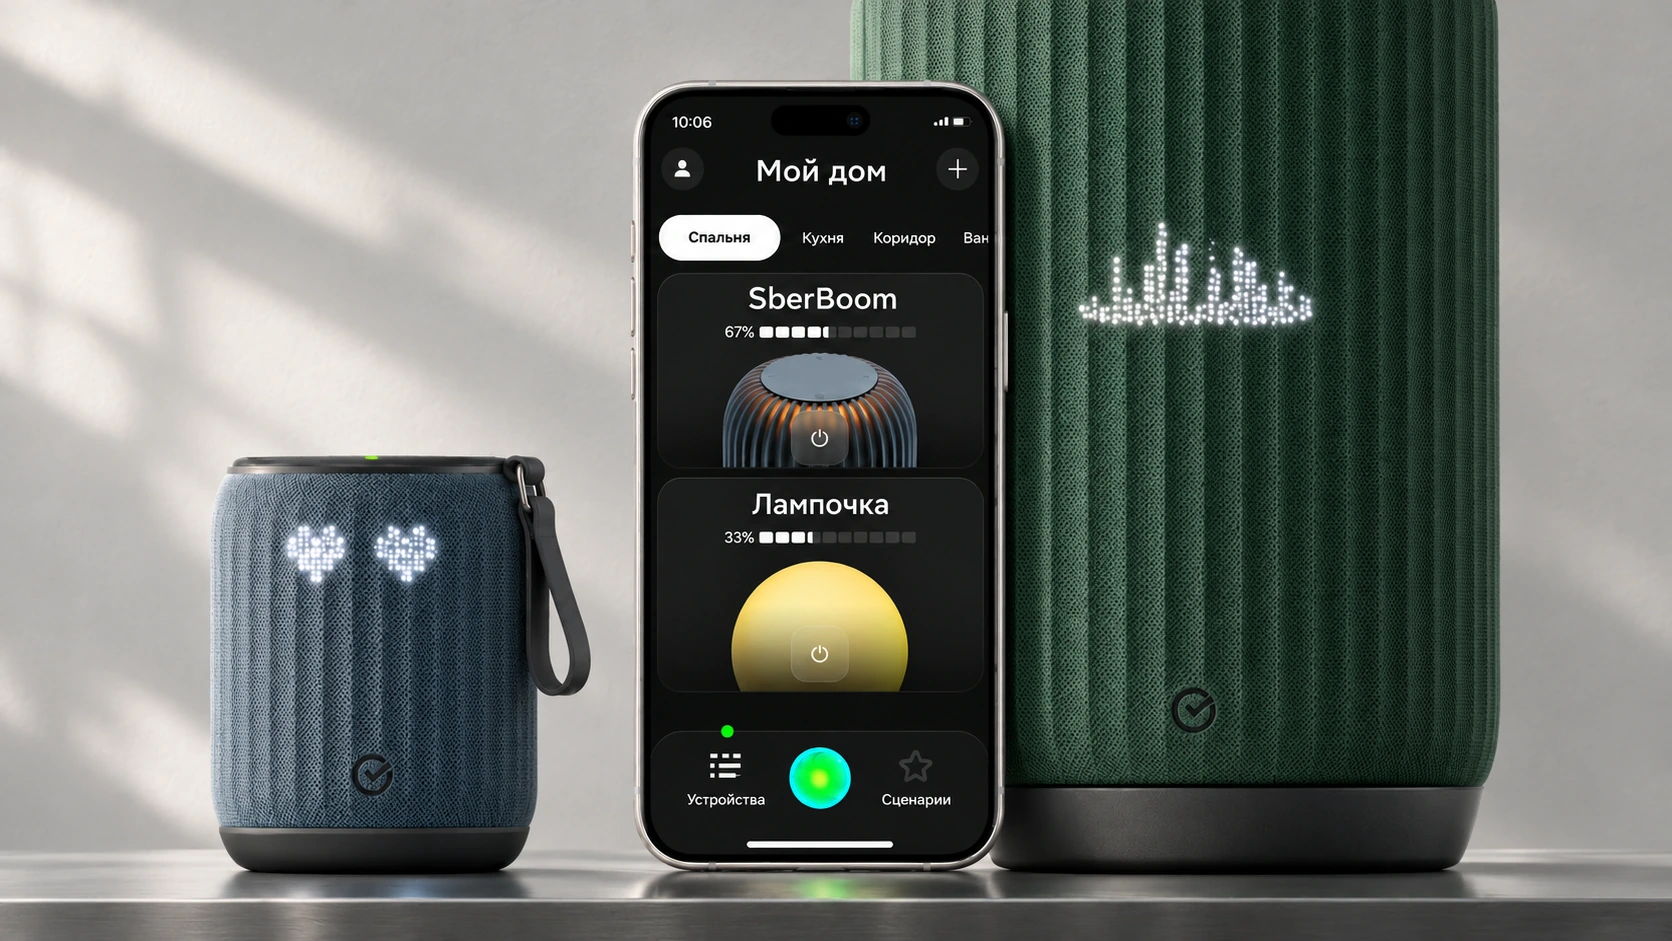 10:06
Мой дом
Спальня Кухня Коридор Ван
SberBoom
67%
Лампочка
33%
Устройства Сценарии